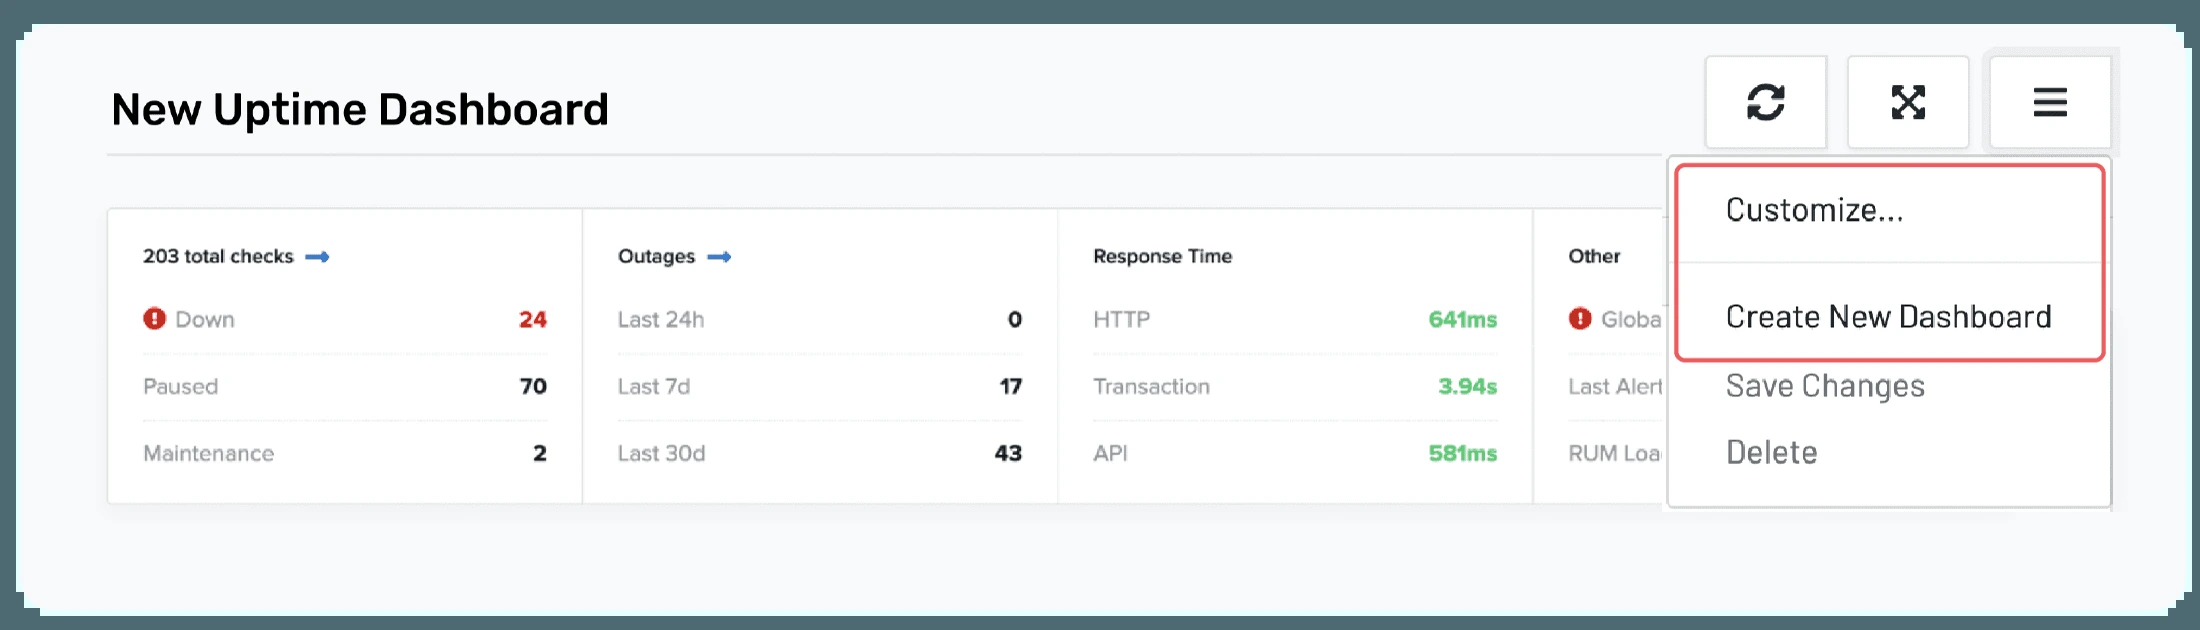 New Uptime Dashboard
203 total checks
Down 24
Paused 70
Maintenance 2
Outages
Last 24h 0
Last 7d 17
Last 30d 43
Response Time
HTTP 641ms
Transaction 3.94s
API 581ms
Other
Globa
Last Alert
RUM Loa
Customize...
Create New Dashboard
Save Changes
Delete